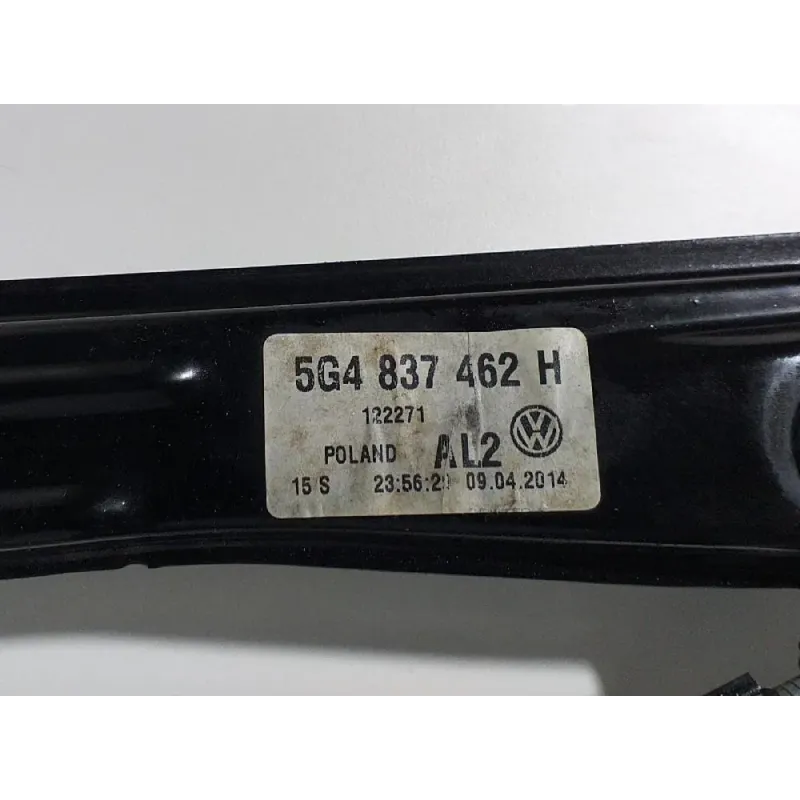 5G4 837 462 H
122271
POLAND AL2
15 S 23:56:2 09.04.2014